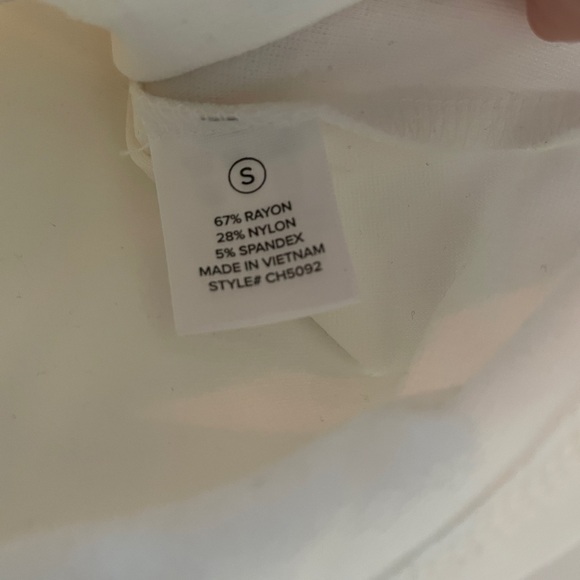 S
67% RAYON
28% NYLON
5% SPANDEX
MADE IN VIETNAM
STYLE# CH5092